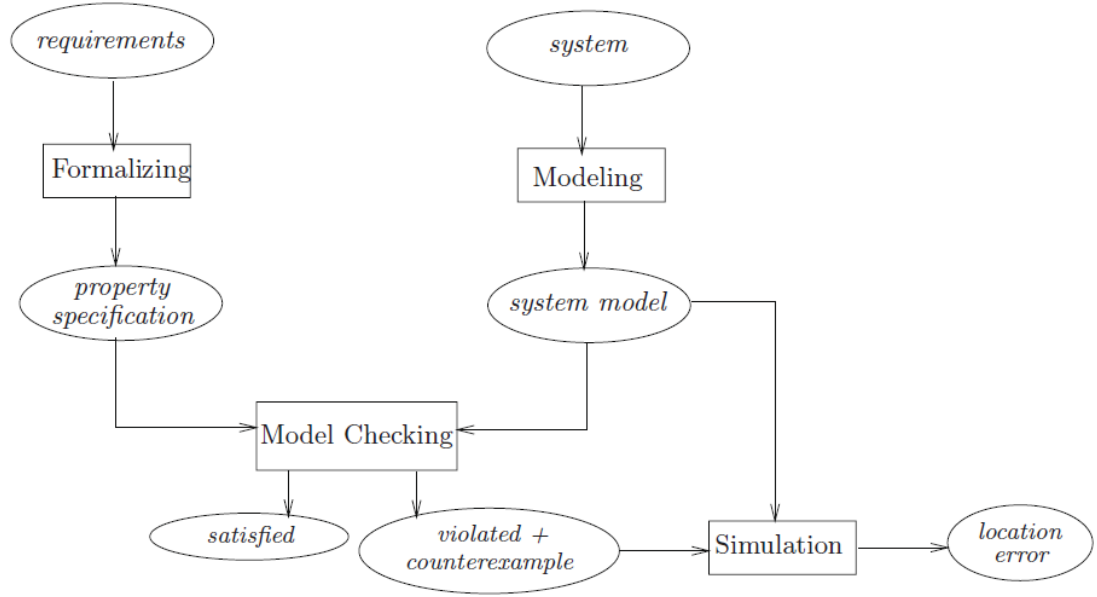 requirements
system
Formalizing
Modeling
property
specification
system model
Model Checking
satisfied
violated +
counterexample
Simulation
location
error